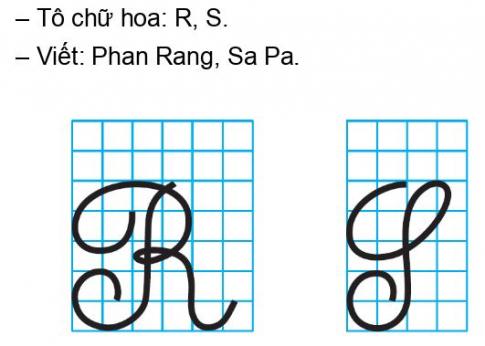 – Tô chữ hoa: R, S.
– Viết: Phan Rang, Sa Pa.
R S